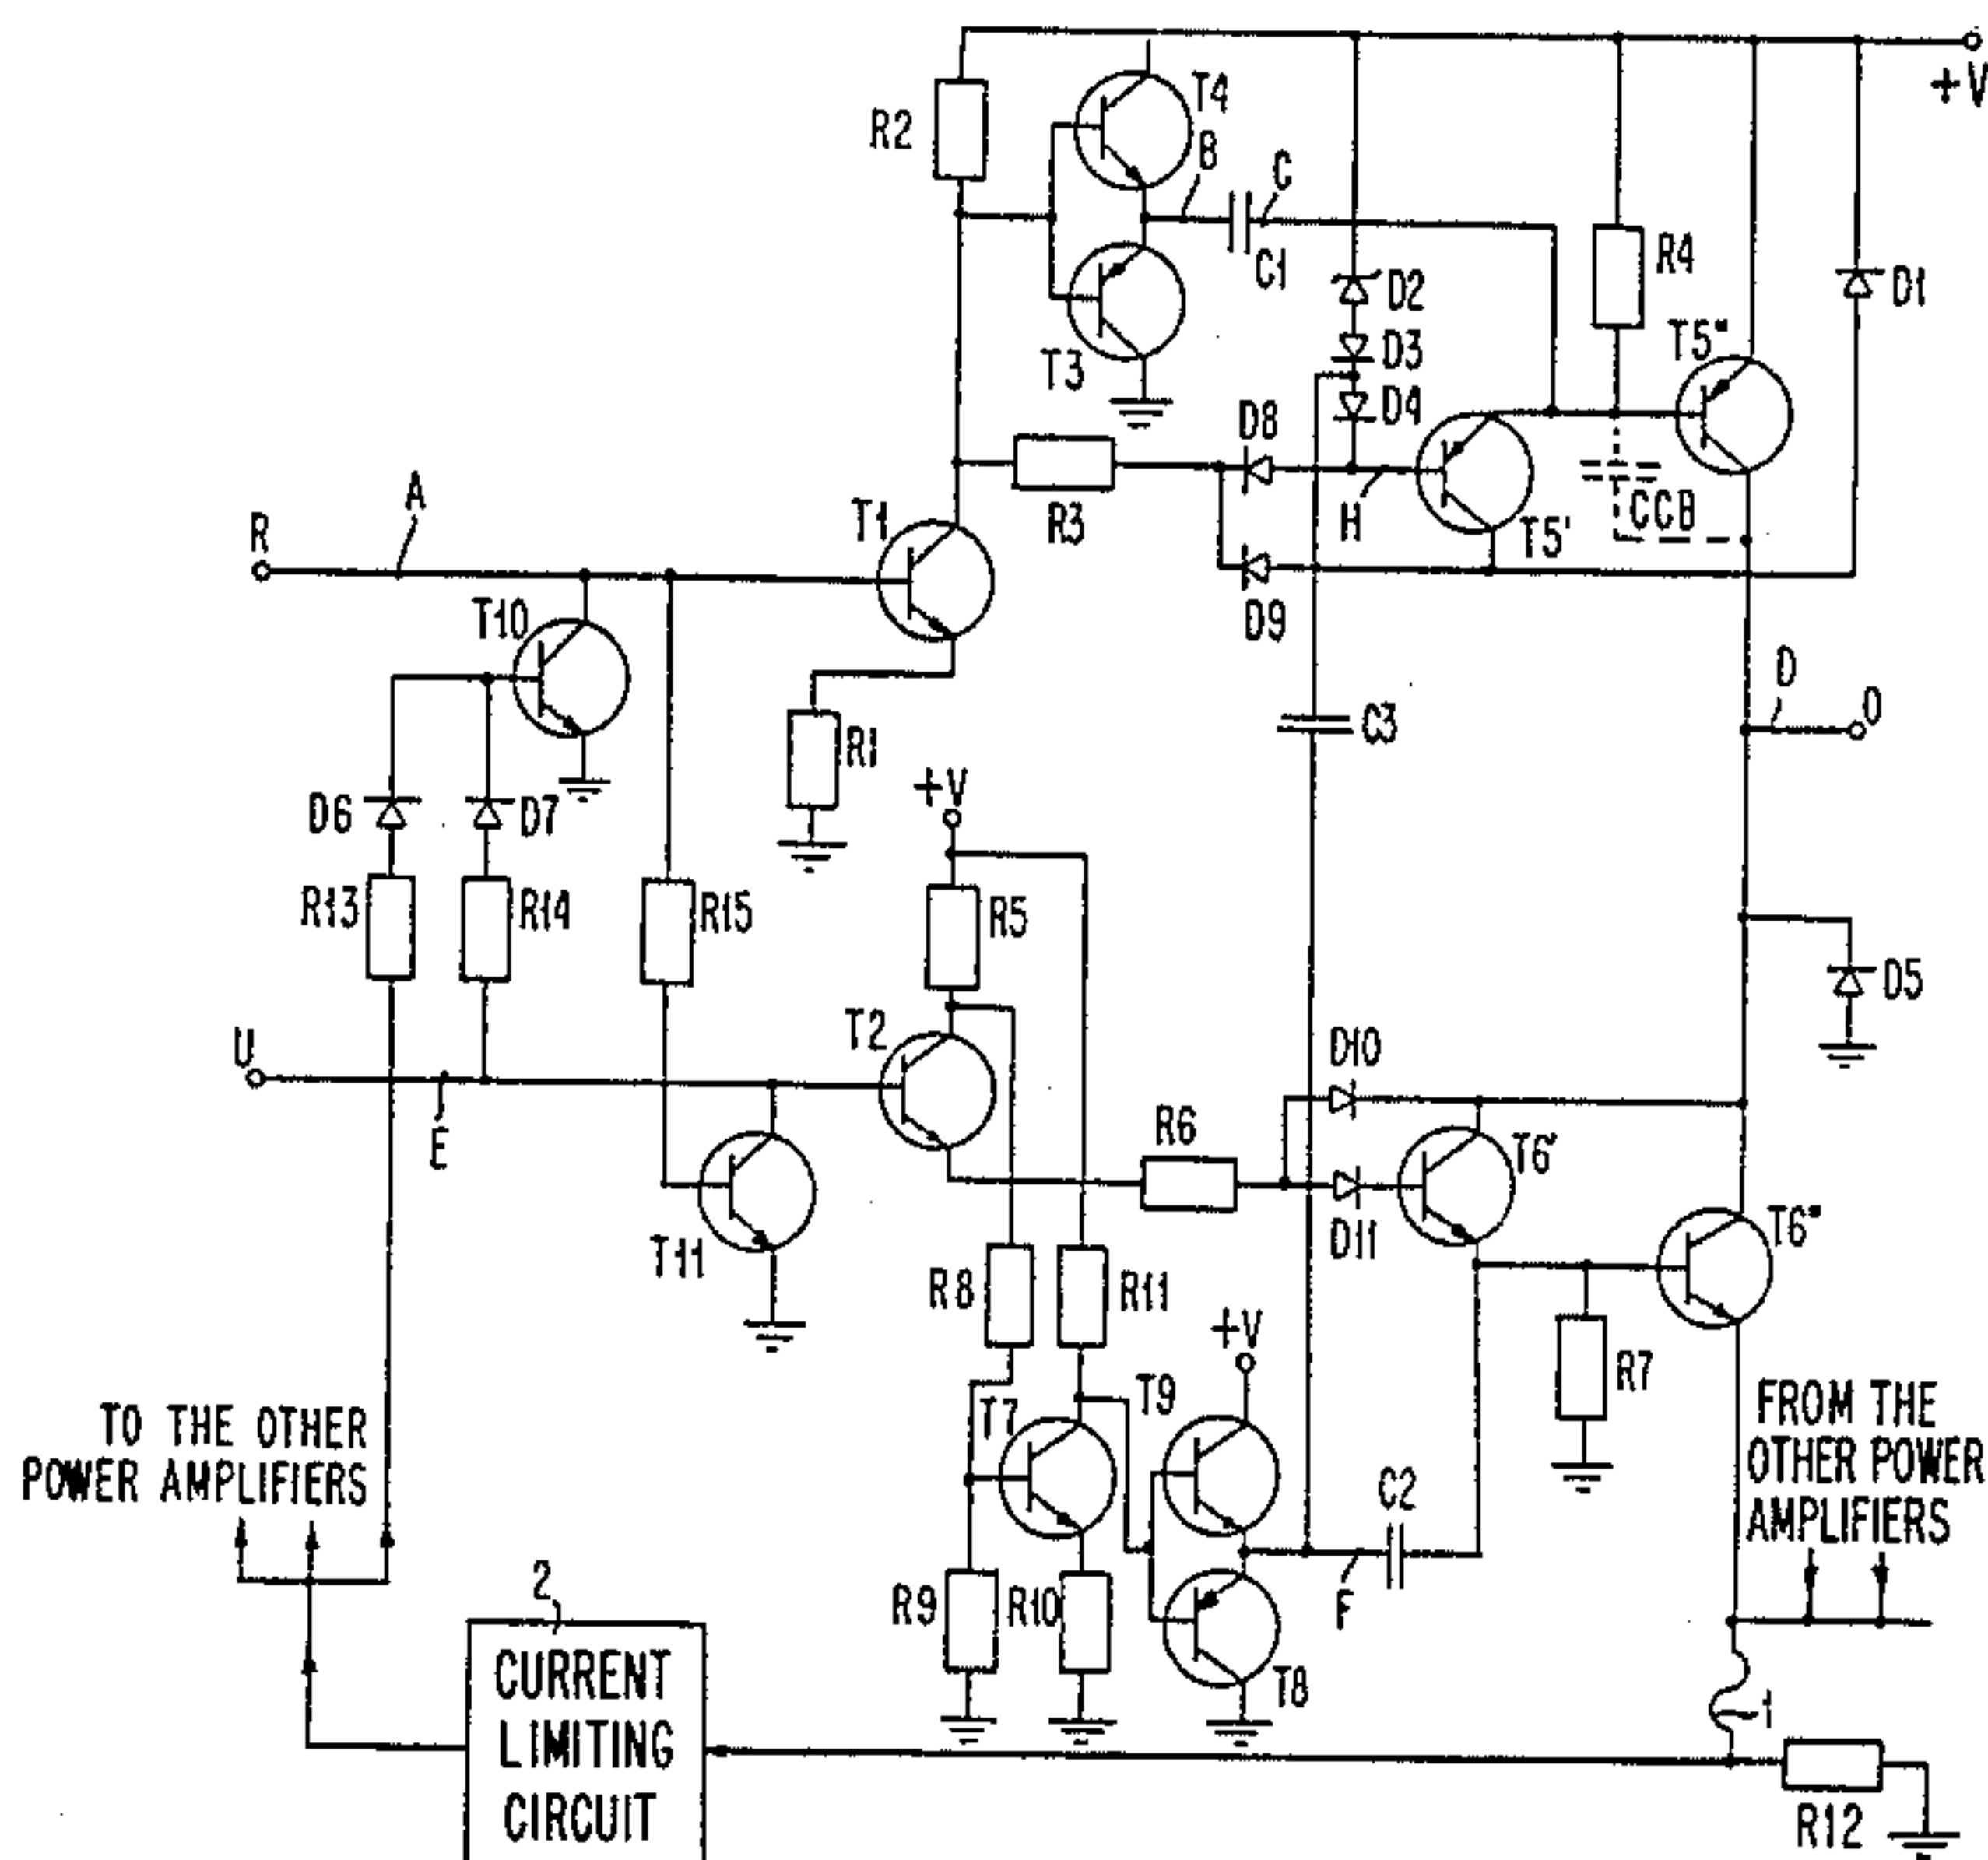 +V
T4
R2
B
C
C1
R4
D2
D1
T5"
T3
D3
D4
D8
A
R
T1
R3
H
CCB
T5'
D9
T10
D
O
R1
C3
+V
D6
D7
R13
R14
R15
R5
D5
U
T2
D10
E
R6
T6'
T11
D11
T6"
R8
R11
+V
R7
T7
T9
TO THE OTHER
POWER AMPLIFIERS
FROM THE
OTHER POWER
AMPLIFIERS
C2
2
R9
R10
F
T8
1
CURRENT
LIMITING
CIRCUIT
R12